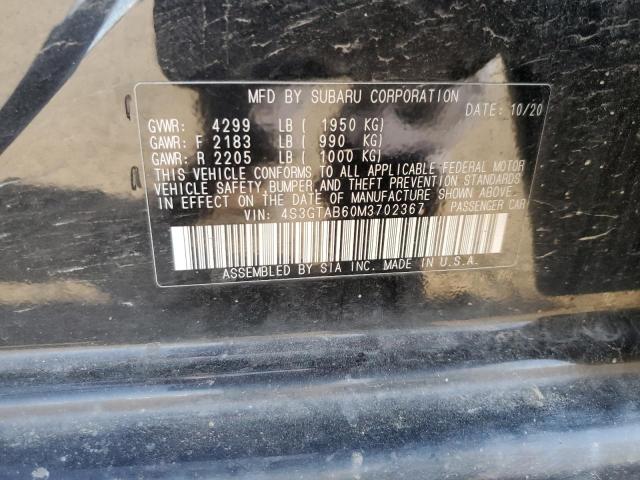 MFD BY SUBARU CORPORATION
DATE: 10/20
GVWR: 4299 LB ( 1950 KG)
GAWR: F 2183 LB ( 990 KG)
GAWR: R 2205 LB ( 1000 KG)
THIS VEHICLE CONFORMS TO ALL APPLICABLE FEDERAL MOTOR
VEHICLE SAFETY, BUMPER, AND THEFT PREVENTION STANDARDS
IN EFFECT ON THE DATE OF MANUFACTURE SHOWN ABOVE.
VIN: 4S3GTAB60M3702367 PASSENGER CAR
ASSEMBLED BY SIA INC. MADE IN U.S.A.